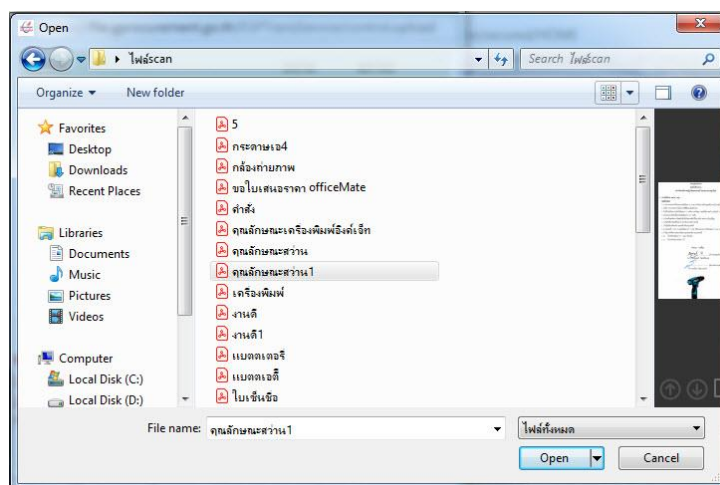 Open
ไฟล์scan
Search ไฟล์scan
Organize
New folder
Favorites
Desktop
Downloads
Recent Places
Libraries
Documents
Music
Pictures
Videos
Computer
Local Disk (C:)
Local Disk (D:)
5
กระดาษเอ4
กล้องถ่ายภาพ
ขอใบเสนอราคา officeMate
คำสั่ง
คุณลักษณะเครื่องพิมพ์อิงค์เจ็ท
คุณลักษณะสว่าน
คุณลักษณะสว่าน1
เครื่องพิมพ์
งานดี
งานดี1
แบตตเตอรี
แบตตเอตี้
ใบเซ็นชื่อ
File name:
คุณลักษณะสว่าน1
ไฟล์ทั้งหมด
Open
Cancel